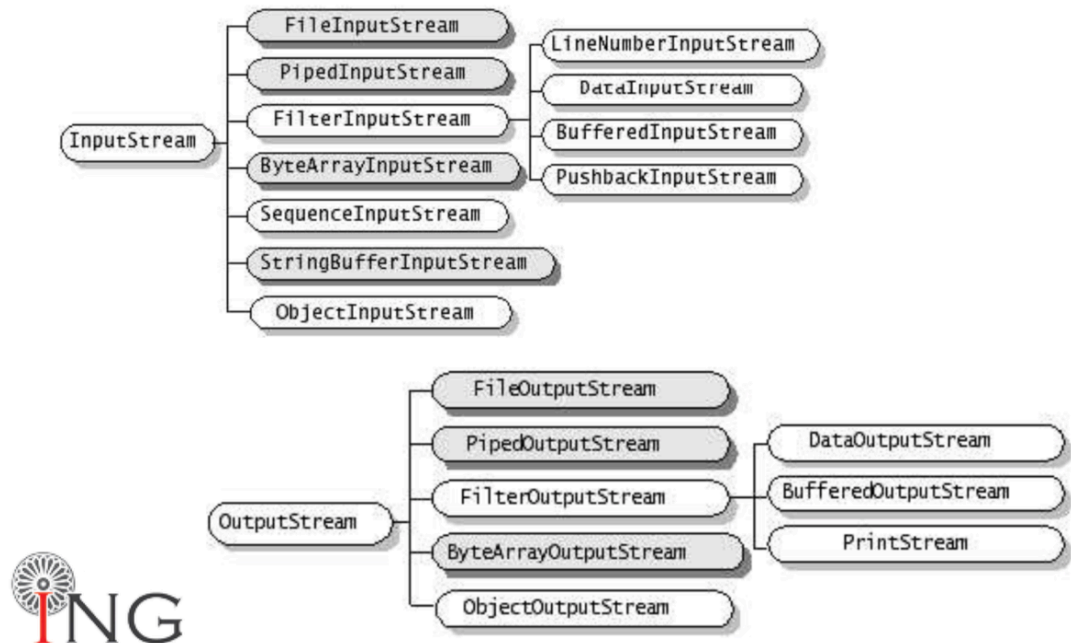 FileInputStream
LineNumberInputStream
PipedInputStream
DataInputStream
FilterInputStream
InputStream
BufferedInputStream
ByteArrayInputStream
PushbackInputStream
SequenceInputStream
StringBufferInputStream
ObjectInputStream
FileOutputStream
DataOutputStream
PipedOutputStream
FilterOutputStream
BufferedOutputStream
OutputStream
PrintStream
ByteArrayOutputStream
ObjectOutputStream
ING